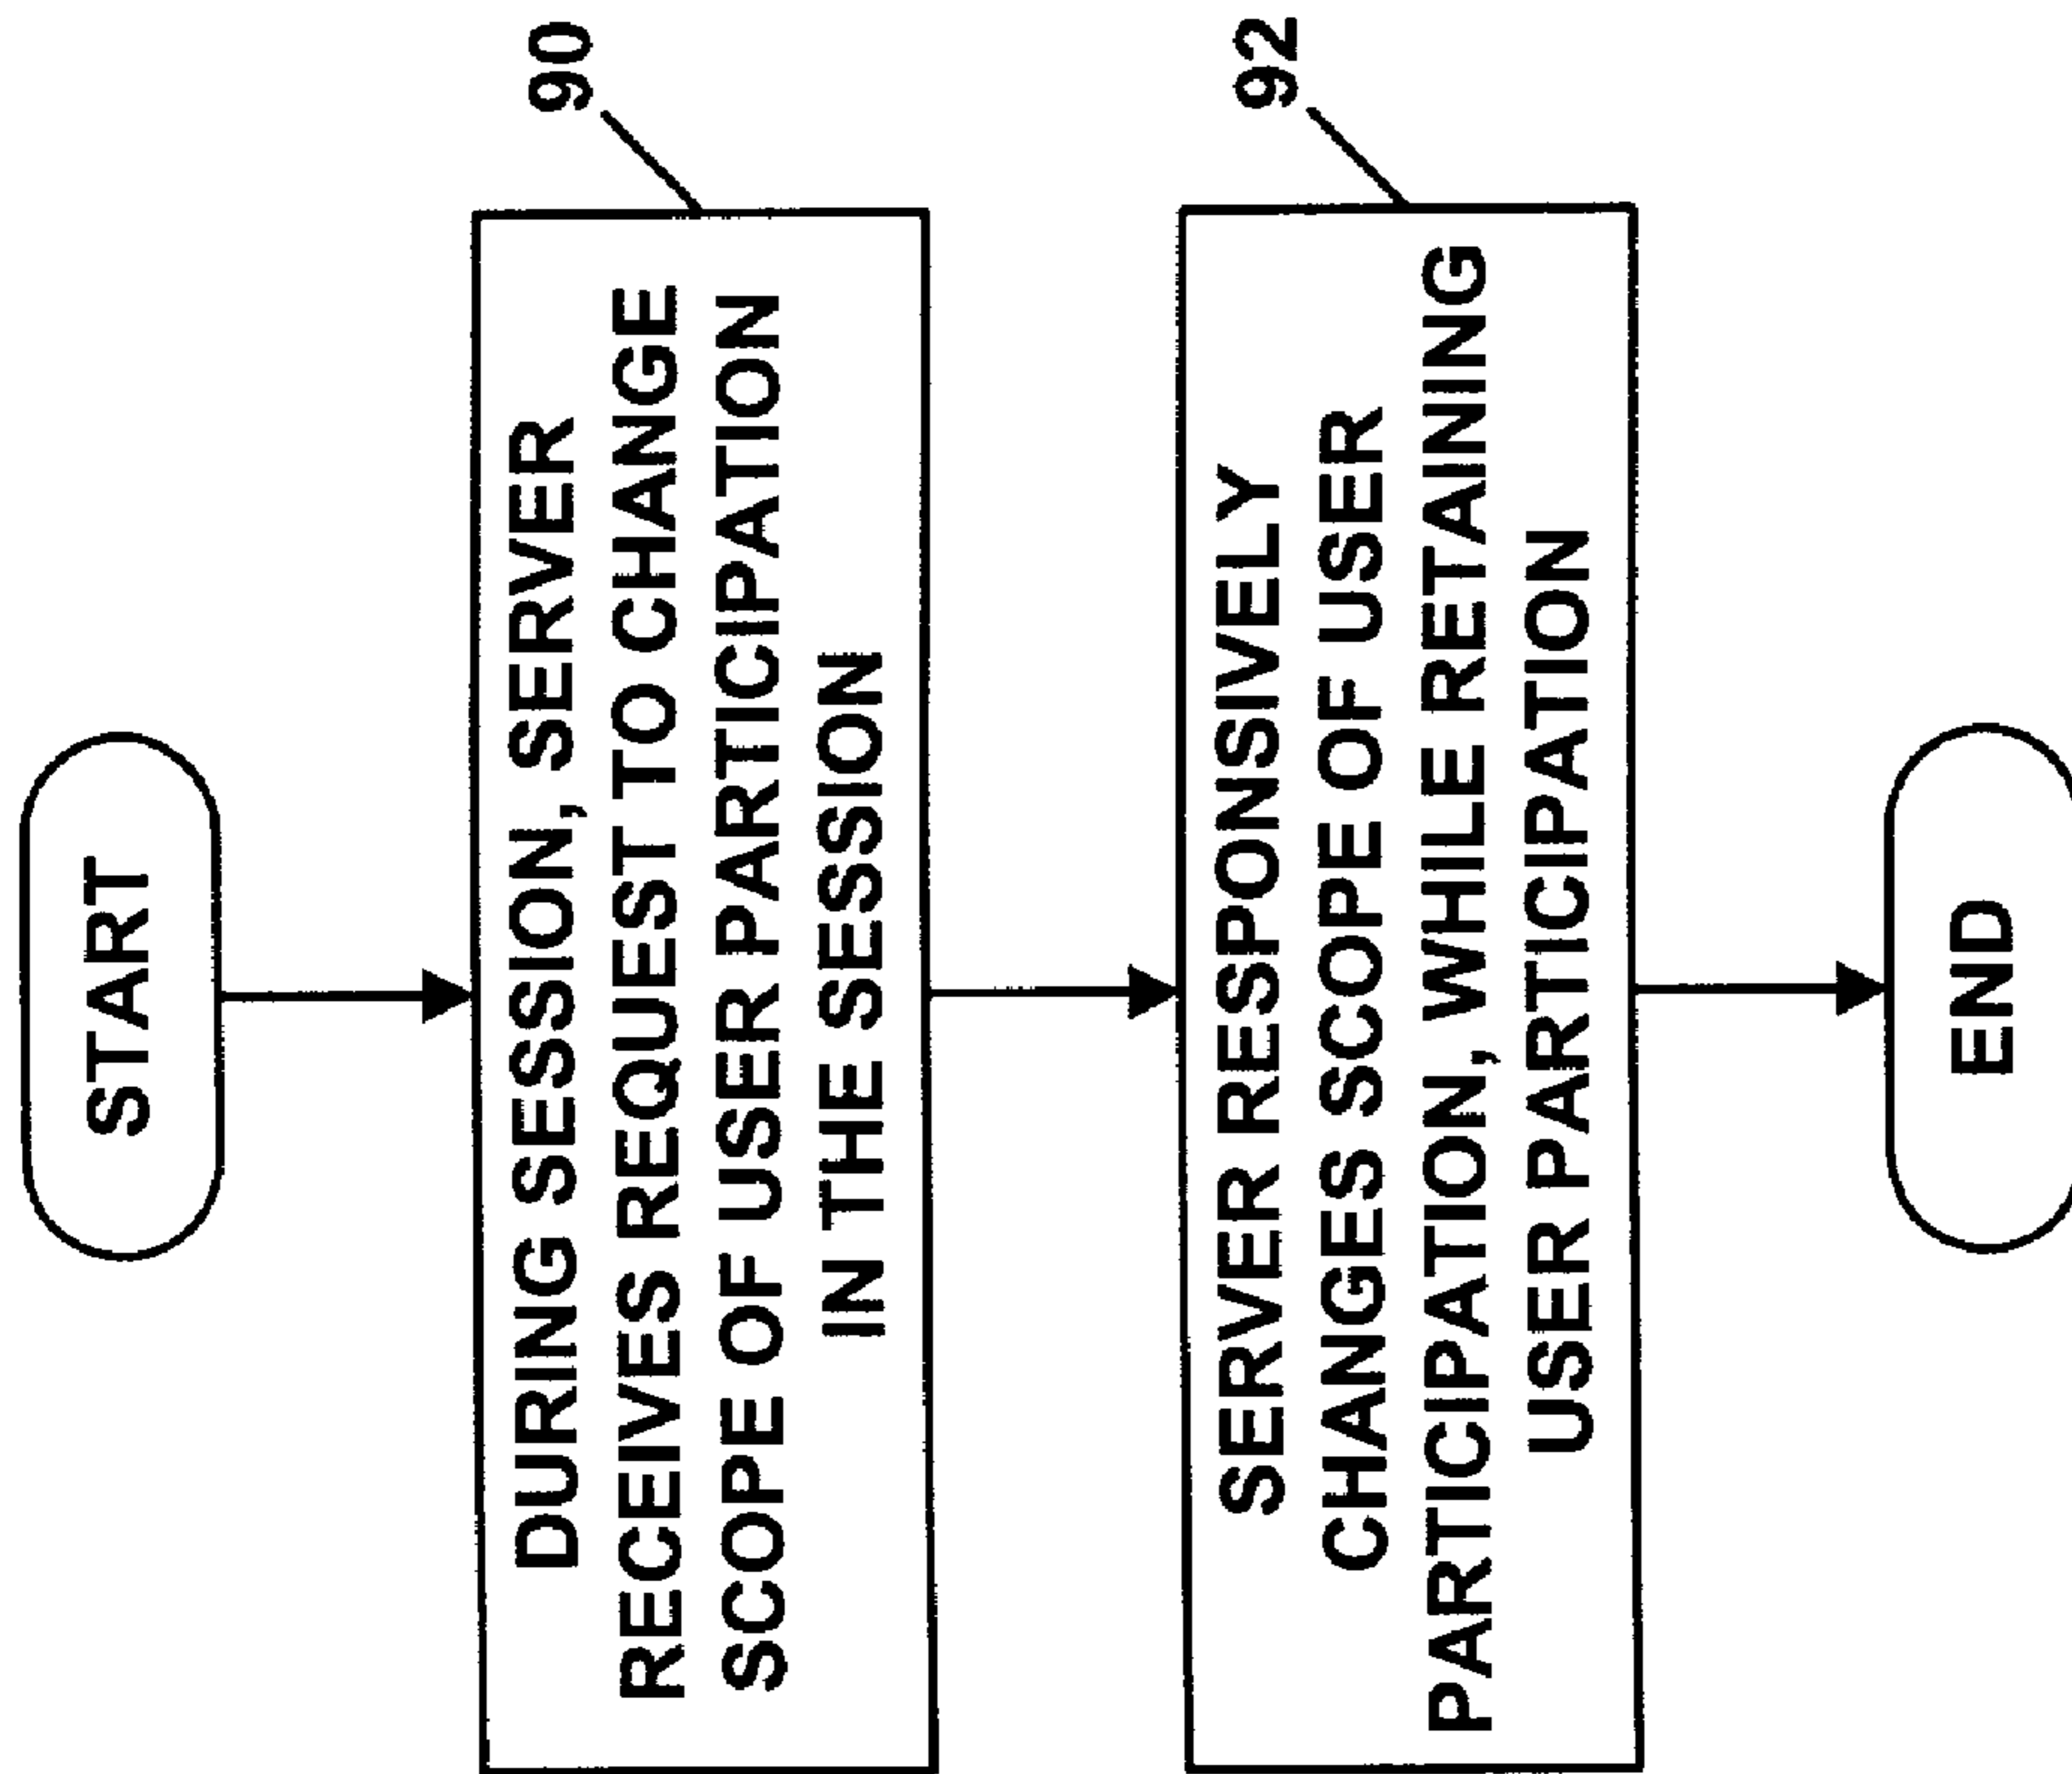 START
DURING SESSION, SERVER
RECEIVES REQUEST TO CHANGE
SCOPE OF USER PARTICIPATION
IN THE SESSION
90
SERVER RESPONSIVELY
CHANGES SCOPE OF USER
PARTICIPATION, WHILE RETAINING
USER PARTICIPATION
92
END